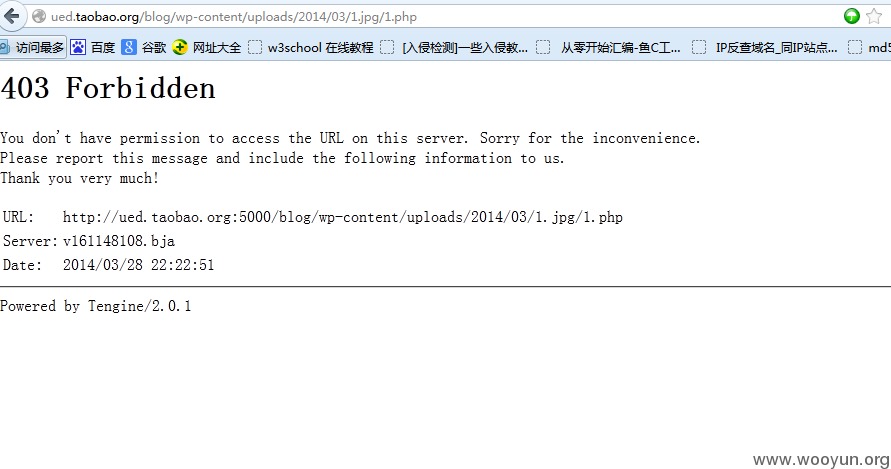 ued.taobao.org/blog/wp-content/uploads/2014/03/1.jpg/1.php
访问最多 百度 谷歌 网址大全 w3school 在线教程 [入侵检测]一些入侵教... 从零开始汇编-鱼C工... IP反查域名_同IP站点... md5
403 Forbidden
You don't have permission to access the URL on this server. Sorry for the inconvenience.
Please report this message and include the following information to us.
Thank you very much!
URL: http://ued.taobao.org:5000/blog/wp-content/uploads/2014/03/1.jpg/1.php
Server: v161148108.bja
Date: 2014/03/28 22:22:51
Powered by Tengine/2.0.1
www.wooyun.org